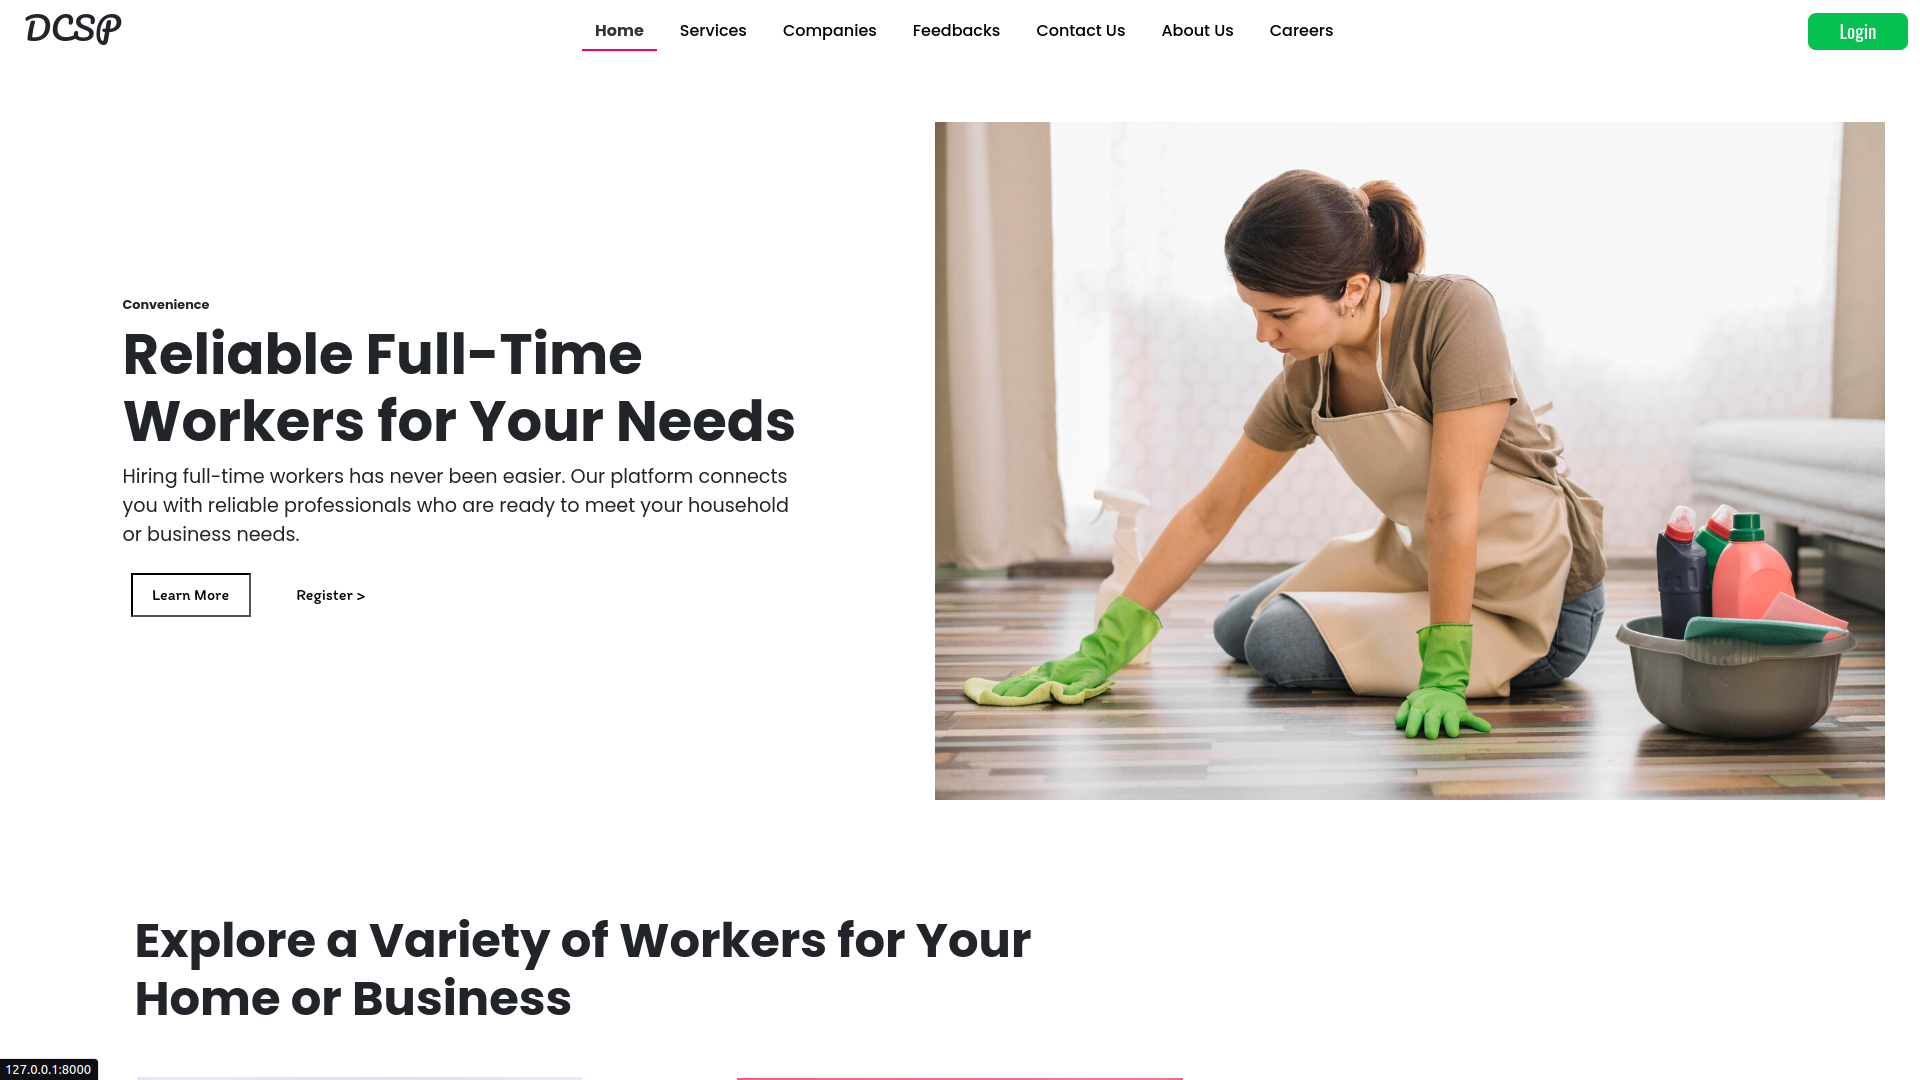 DCSP
Home
Services
Companies
Feedbacks
Contact Us
About Us
Careers
Login
Convenience
Reliable Full-Time
Workers for Your Needs
Hiring full-time workers has never been easier. Our platform connects
you with reliable professionals who are ready to meet your household
or business needs.
Learn More
Register >
Explore a Variety of Workers for Your
Home or Business
127.0.0.1:8000